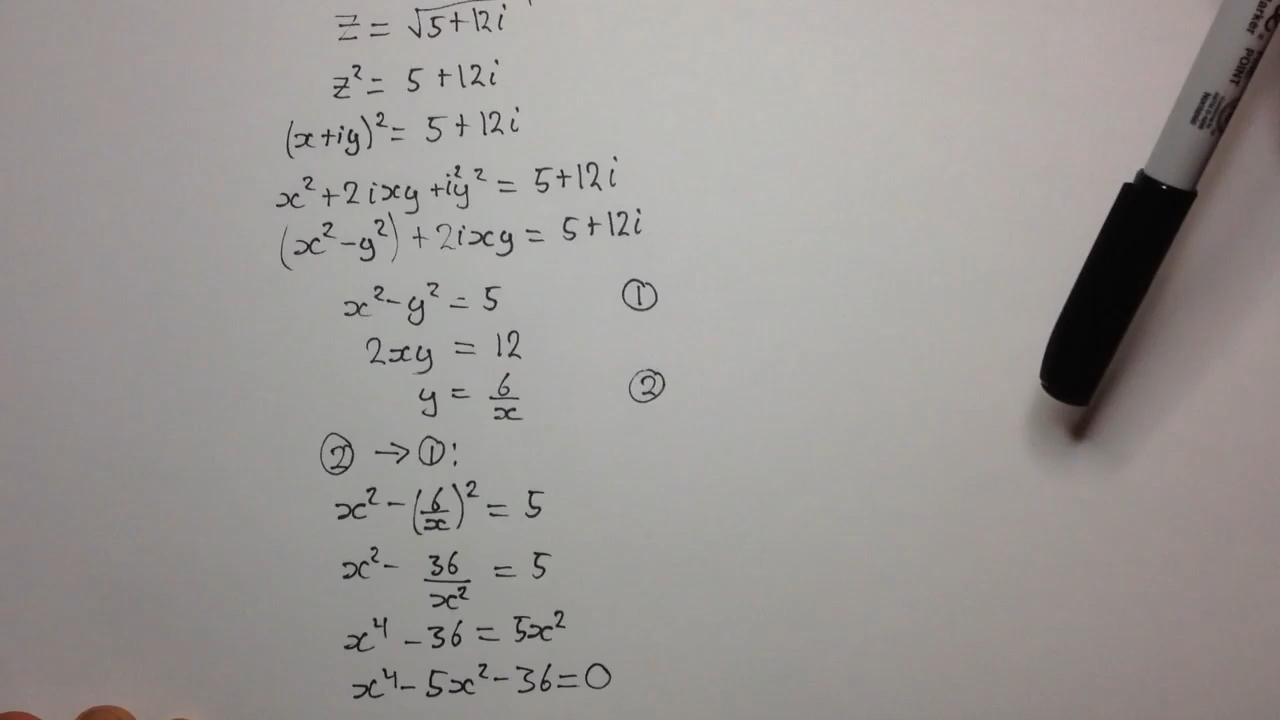 z = √5+12i
z² = 5 + 12i
(x+iy)² = 5 + 12i
x² + 2ixy + i²y² = 5+12i
(x² - y²) + 2ixy = 5+12i
x² - y² = 5 ①
2xy = 12
y = 6/x ②
② → ①:
x² - (6/x)² = 5
x² - 36/x² = 5
x⁴ - 36 = 5x²
x⁴ - 5x² - 36 = 0
arker
POINT